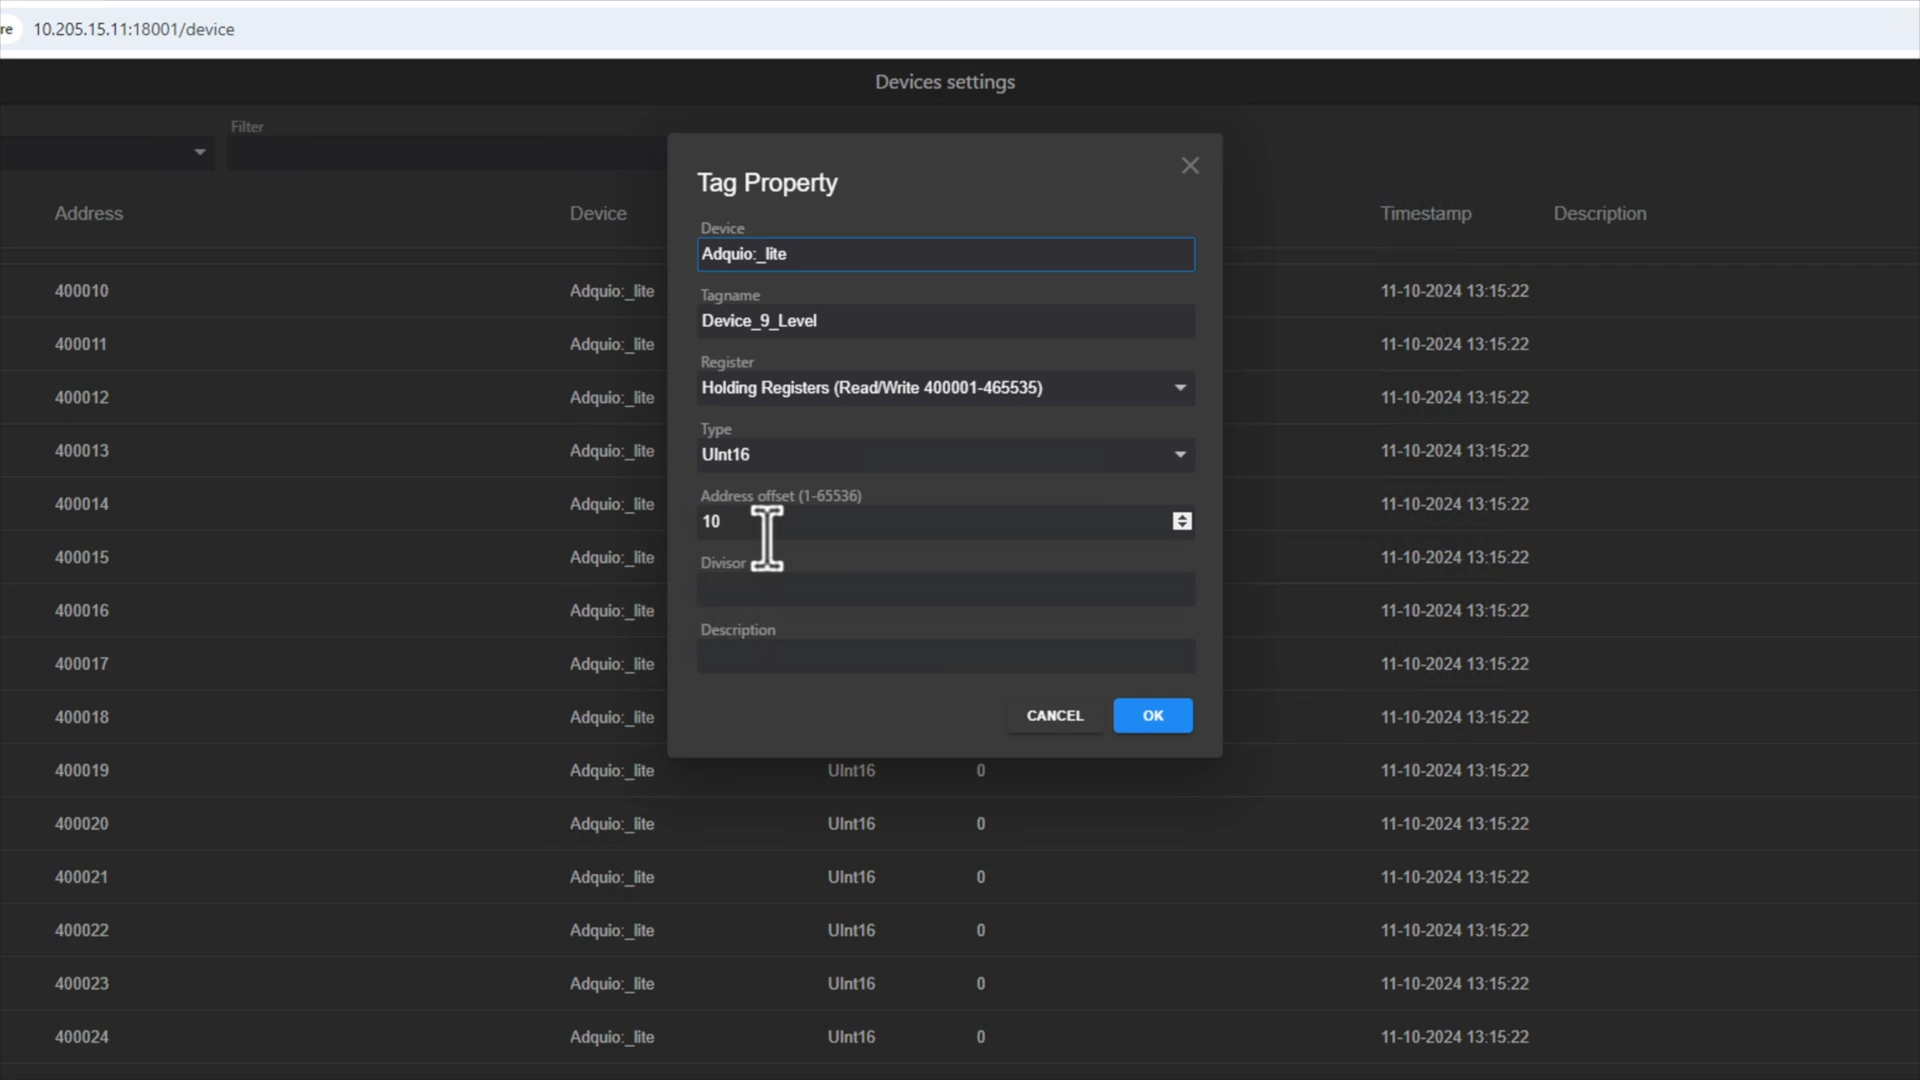 re 10.205.15.11:18001/device
Devices settings
Filter
Address Device Timestamp Description
Tag Property
Device
Adquio:_lite
Tagname
Device_9_Level
Register
Holding Registers (Read/Write 400001-465535)
Type
UInt16
Address offset (1-65536)
10
Divisor
Description
CANCEL OK
400010 Adquio:_lite 11-10-2024 13:15:22
400011 Adquio:_lite 11-10-2024 13:15:22
400012 Adquio:_lite 11-10-2024 13:15:22
400013 Adquio:_lite 11-10-2024 13:15:22
400014 Adquio:_lite 11-10-2024 13:15:22
400015 Adquio:_lite 11-10-2024 13:15:22
400016 Adquio:_lite 11-10-2024 13:15:22
400017 Adquio:_lite 11-10-2024 13:15:22
400018 Adquio:_lite 11-10-2024 13:15:22
400019 Adquio:_lite UInt16 0 11-10-2024 13:15:22
400020 Adquio:_lite UInt16 0 11-10-2024 13:15:22
400021 Adquio:_lite UInt16 0 11-10-2024 13:15:22
400022 Adquio:_lite UInt16 0 11-10-2024 13:15:22
400023 Adquio:_lite UInt16 0 11-10-2024 13:15:22
400024 Adquio:_lite UInt16 0 11-10-2024 13:15:22